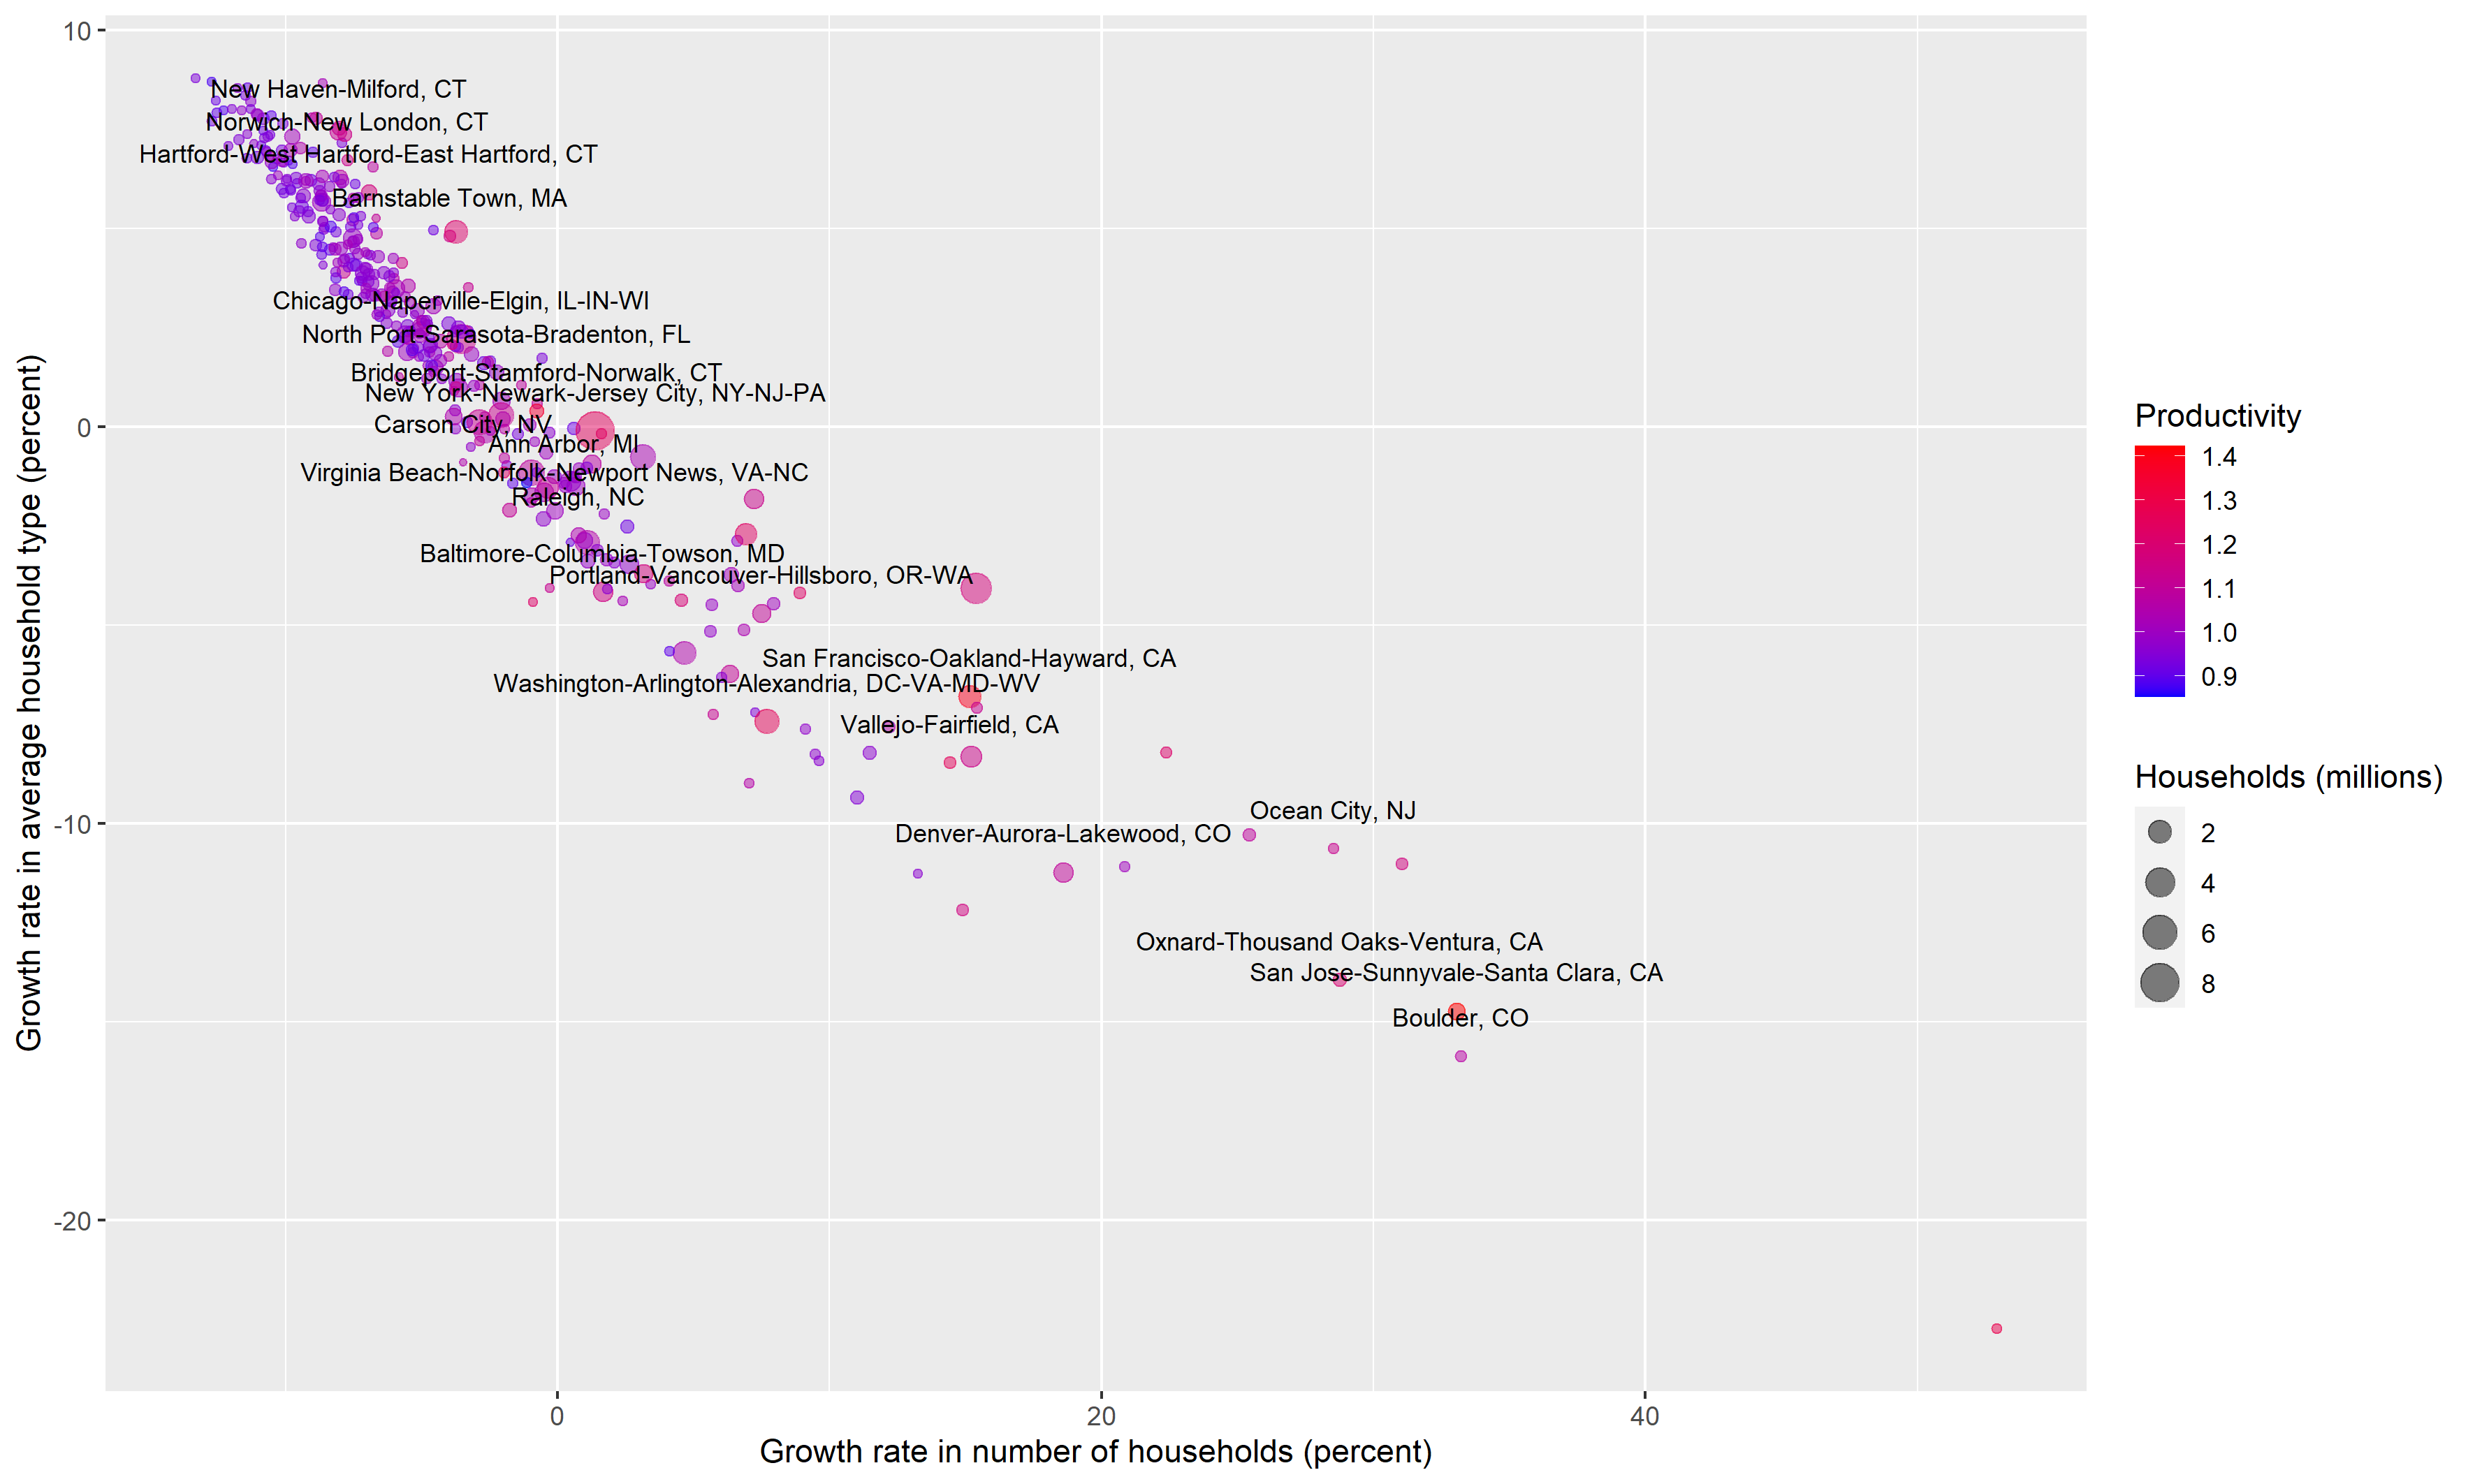 10
New Haven-Milford, CT
Norwich-New London, CT
Hartford-West Hartford-East Hartford, CT
Barnstable Town, MA
Chicago-Naperville-Elgin, IL-IN-WI
North Port-Sarasota-Bradenton, FL
Bridgeport-Stamford-Norwalk, CT
New York-Newark-Jersey City, NY-NJ-PA
0
Carson City, NV
Ann Arbor, MI
Virginia Beach-Norfolk-Newport News, VA-NC
Raleigh, NC
Baltimore-Columbia-Towson, MD
Portland-Vancouver-Hillsboro, OR-WA
San Francisco-Oakland-Hayward, CA
Washington-Arlington-Alexandria, DC-VA-MD-WV
Vallejo-Fairfield, CA
Ocean City, NJ
-10
Denver-Aurora-Lakewood, CO
Oxnard-Thousand Oaks-Ventura, CA
San Jose-Sunnyvale-Santa Clara, CA
Boulder, CO
-20
Growth rate in average household type (percent)
0
20
40
Growth rate in number of households (percent)
Productivity
1.4
1.3
1.2
1.1
1.0
0.9
Households (millions)
2
4
6
8